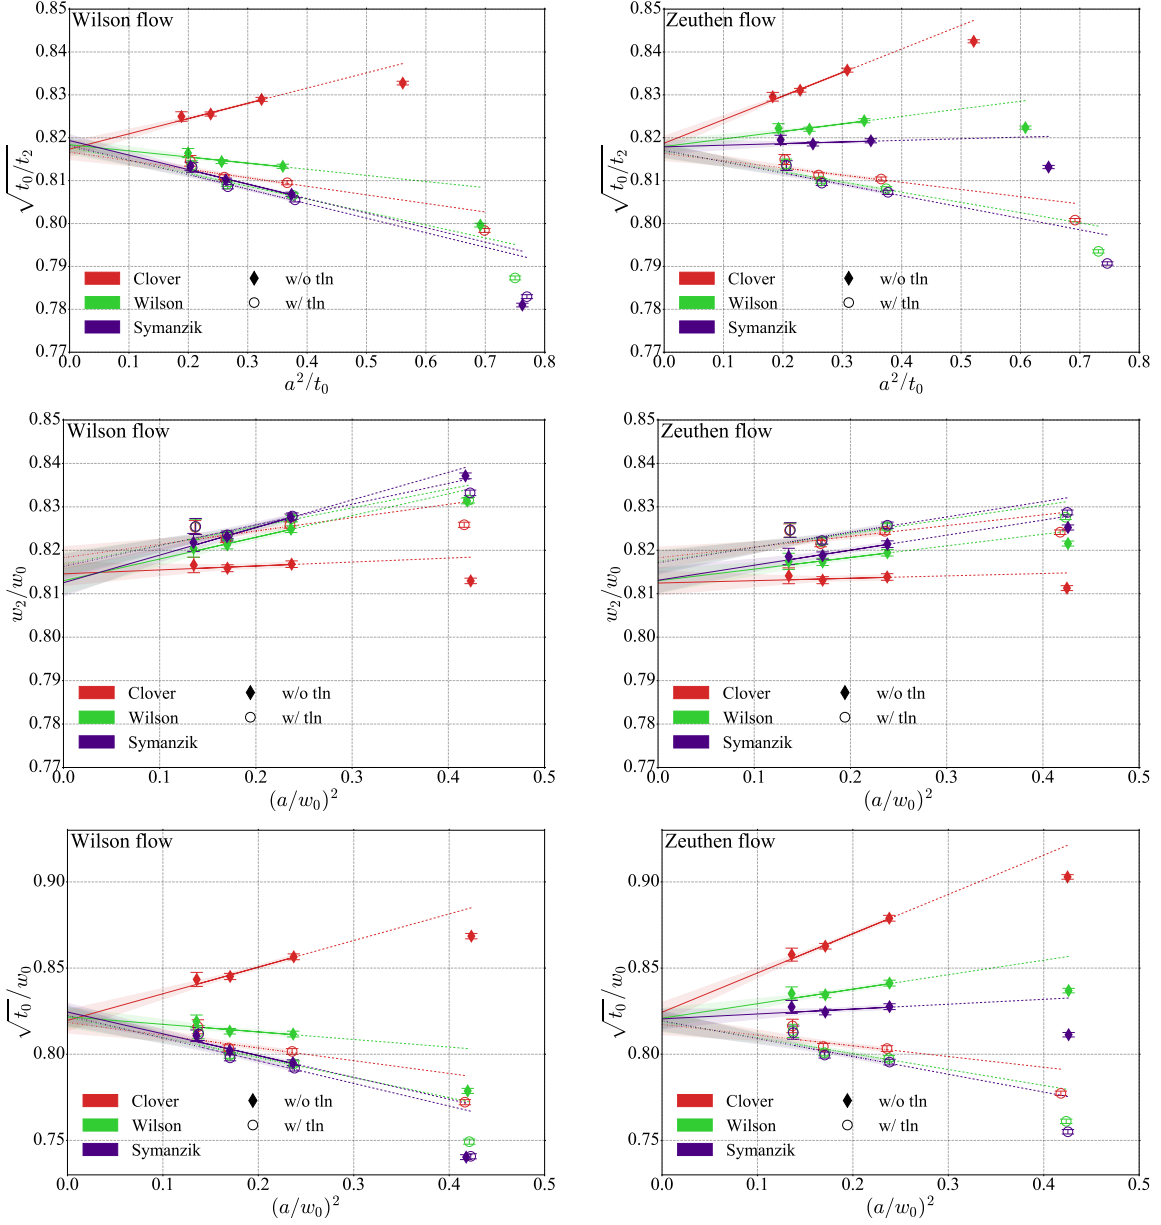 Wilson flow
0.85
0.84
0.83
0.82
0.81
0.80
0.79
0.78
0.77
√t₀/t₂
Clover
Wilson
Symanzik
w/o tln
w/ tln
0.0 0.1 0.2 0.3 0.4 0.5 0.6 0.7 0.8
a²/t₀
Zeuthen flow
0.85
0.84
0.83
0.82
0.81
0.80
0.79
0.78
0.77
√t₀/t₂
Clover
Wilson
Symanzik
w/o tln
w/ tln
0.0 0.1 0.2 0.3 0.4 0.5 0.6 0.7 0.8
a²/t₀
Wilson flow
0.85
0.84
0.83
0.82
0.81
0.80
0.79
0.78
0.77
w₂/w₀
Clover
Wilson
Symanzik
w/o tln
w/ tln
0.0 0.1 0.2 0.3 0.4 0.5
(a/w₀)²
Zeuthen flow
0.85
0.84
0.83
0.82
0.81
0.80
0.79
0.78
0.77
w₂/w₀
Clover
Wilson
Symanzik
w/o tln
w/ tln
0.0 0.1 0.2 0.3 0.4 0.5
(a/w₀)²
Wilson flow
0.90
0.85
0.80
0.75
√t₀/w₀
Clover
Wilson
Symanzik
w/o tln
w/ tln
0.0 0.1 0.2 0.3 0.4 0.5
(a/w₀)²
Zeuthen flow
0.90
0.85
0.80
0.75
√t₀/w₀
Clover
Wilson
Symanzik
w/o tln
w/ tln
0.0 0.1 0.2 0.3 0.4 0.5
(a/w₀)²